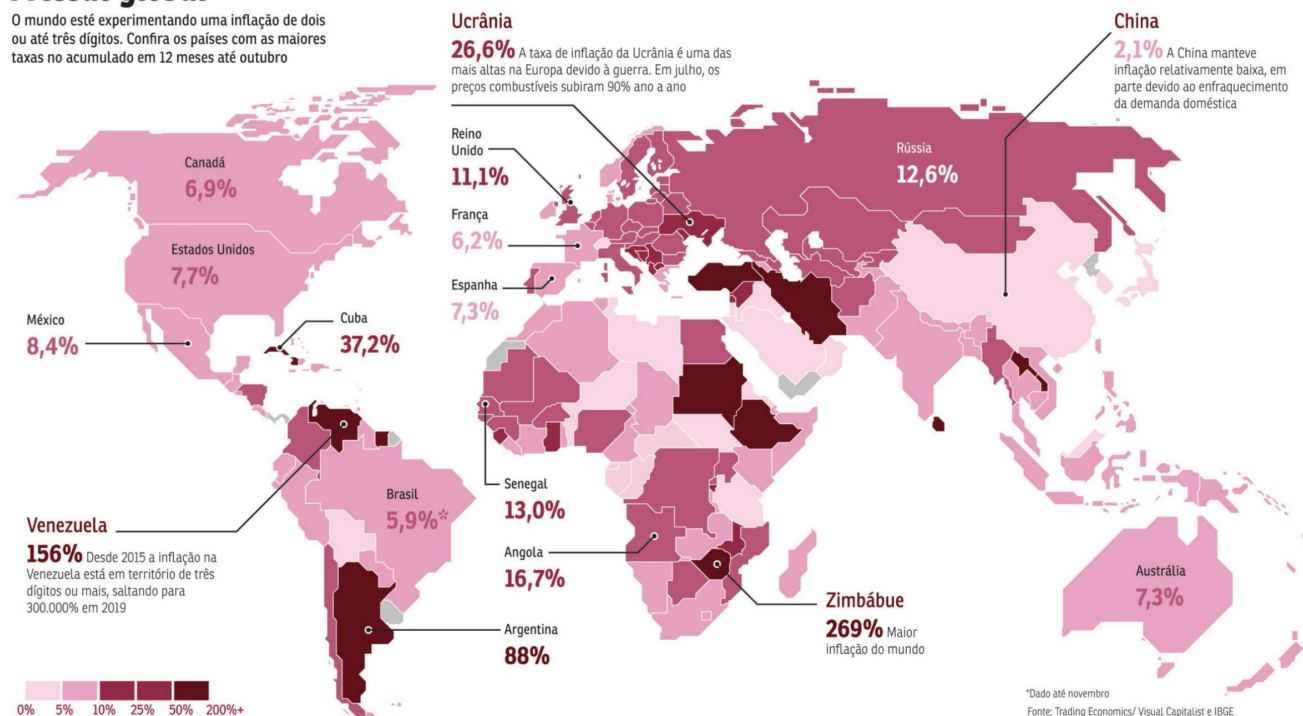 O mundo esté experimentando uma inflação de dois
ou até três dígitos. Confira os países com as maiores
taxas no acumulado em 12 meses até outubro
Ucrânia
26,6% A taxa de inflação da Ucrânia é uma das
mais altas na Europa devido à guerra. Em julho, os
preços combustíveis subiram 90% ano a ano
China
2,1% A China manteve
inflação relativamente baixa, em
parte devido ao enfraquecimento
da demanda doméstica
Canadá
6,9%
Estados Unidos
7,7%
México
8,4%
Cuba
37,2%
Reino
Unido
11,1%
França
6,2%
Espanha
7,3%
Rússia
12,6%
Venezuela
156% Desde 2015 a inflação na
Venezuela está em território de três
dígitos ou mais, saltando para
300.000% em 2019
Brasil
5,9%*
Argentina
88%
Senegal
13,0%
Angola
16,7%
Zimbábue
269% Maior
inflação do mundo
Austrália
7,3%
0% 5% 10% 25% 50% 200%+
*Dado até novembro
Fonte: Trading Economics/ Visual Capitalist e IBGE